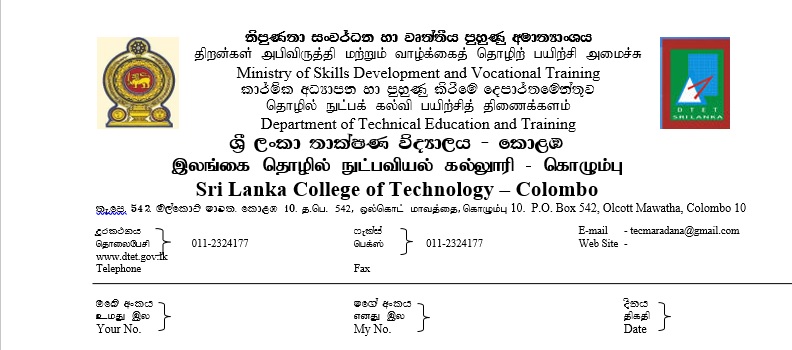 නිපුණතා සංවර්ධන හා වෘත්තීය පුහුණු අමාත්‍යාංශය
திறன்கள் அபிவிருத்தி மற்றும் வாழ்க்கைத் தொழிற் பயிற்சி அமைச்சு
Ministry of Skills Development and Vocational Training
කාර්මික අධ්‍යාපන හා පුහුණු කිරීමේ දෙපාර්තමේන්තුව
தொழில் நுட்பக் கல்வி பயிற்சித் திணைக்களம்
Department of Technical Education and Training
ශ්‍රී ලංකා තාක්ෂණ විද්‍යාලය - කොළඹ
இலங்கை தொழில் நுட்பவியல் கல்லூரி - கொழும்பு
Sri Lanka College of Technology – Colombo
තැ.පෙ. 542, ඕල්කොට් මාවත, කොළඹ 10. த.பெ. 542, ஒல்கொட் மாவத்தை, கொழும்பு 10. P.O. Box 542, Olcott Mawatha, Colombo 10
DTET
SRI LANKA
දුරකථනය
தொலைபேசி 011-2324177
www.dtet.gov.lk
Telephone
ෆැක්ස්
பெக்ஸ் 011-2324177
Fax
E-mail - tecmaradana@gmail.com
Web Site -
ඔබේ අංකය
உமது இல
Your No.
මගේ අංකය
எனது இல
My No.
දිනය
திகதி
Date